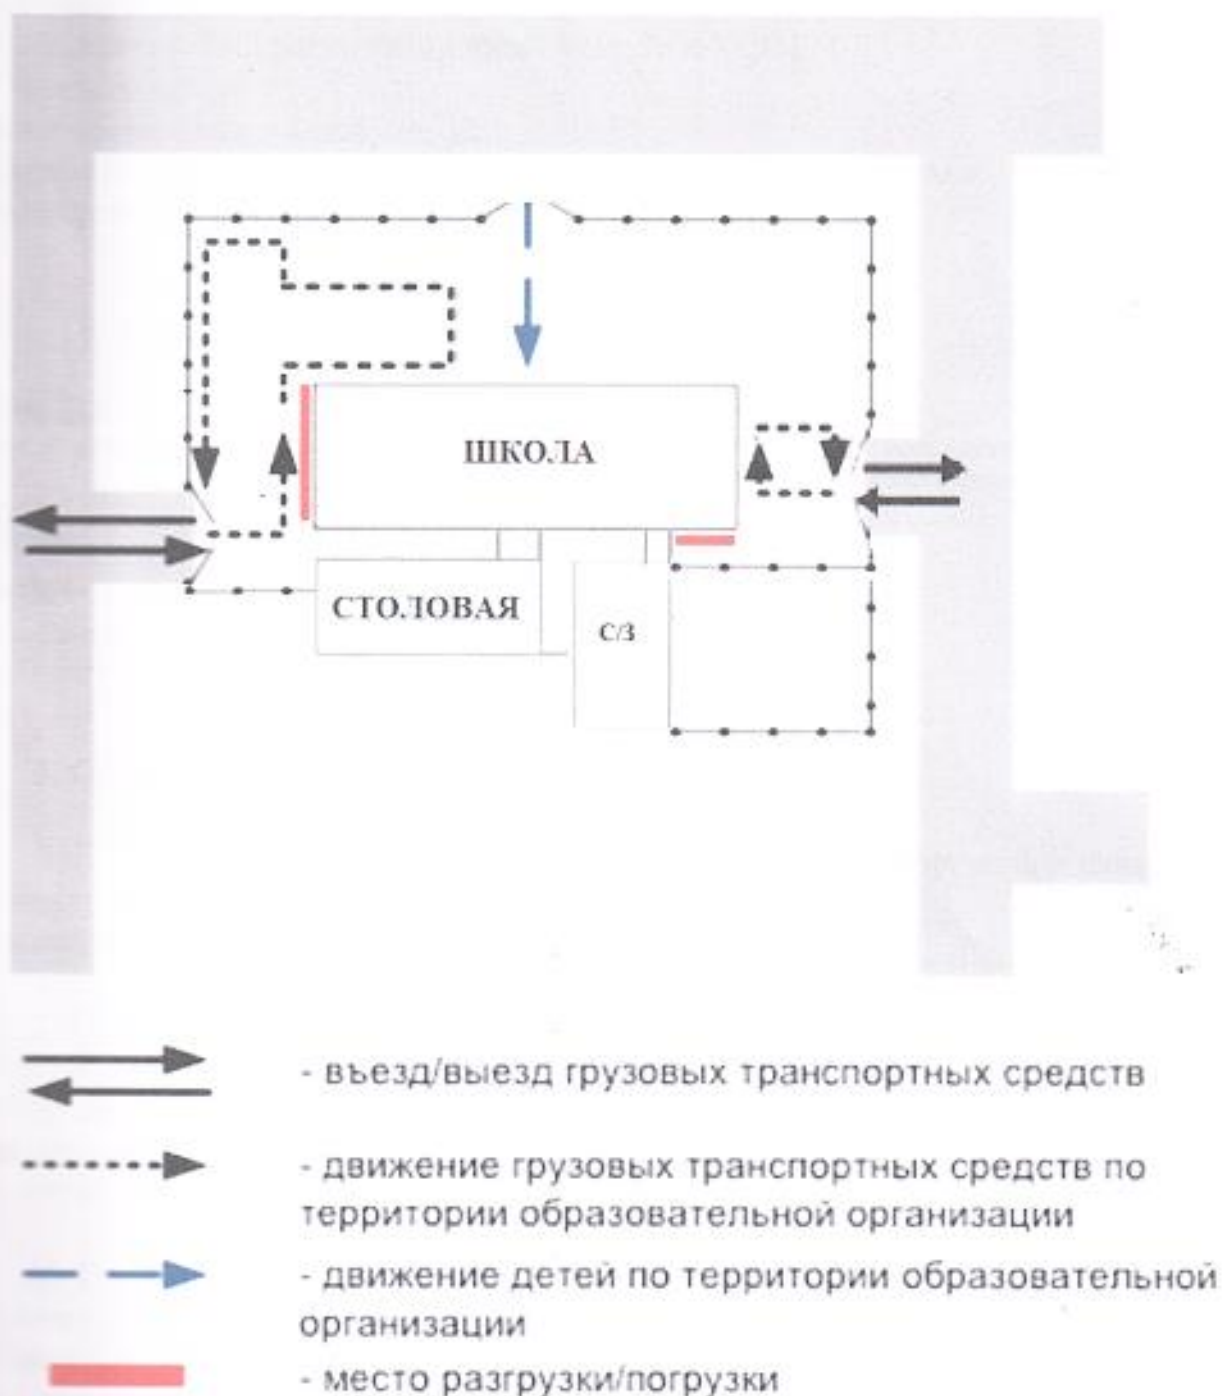 ШКОЛА
СТОЛОВАЯ
С/З
- въезд/выезд грузовых транспортных средств
- движение грузовых транспортных средств по
территории образовательной организации
- движение детей по территории образовательной
организации
- место разгрузки/погрузки